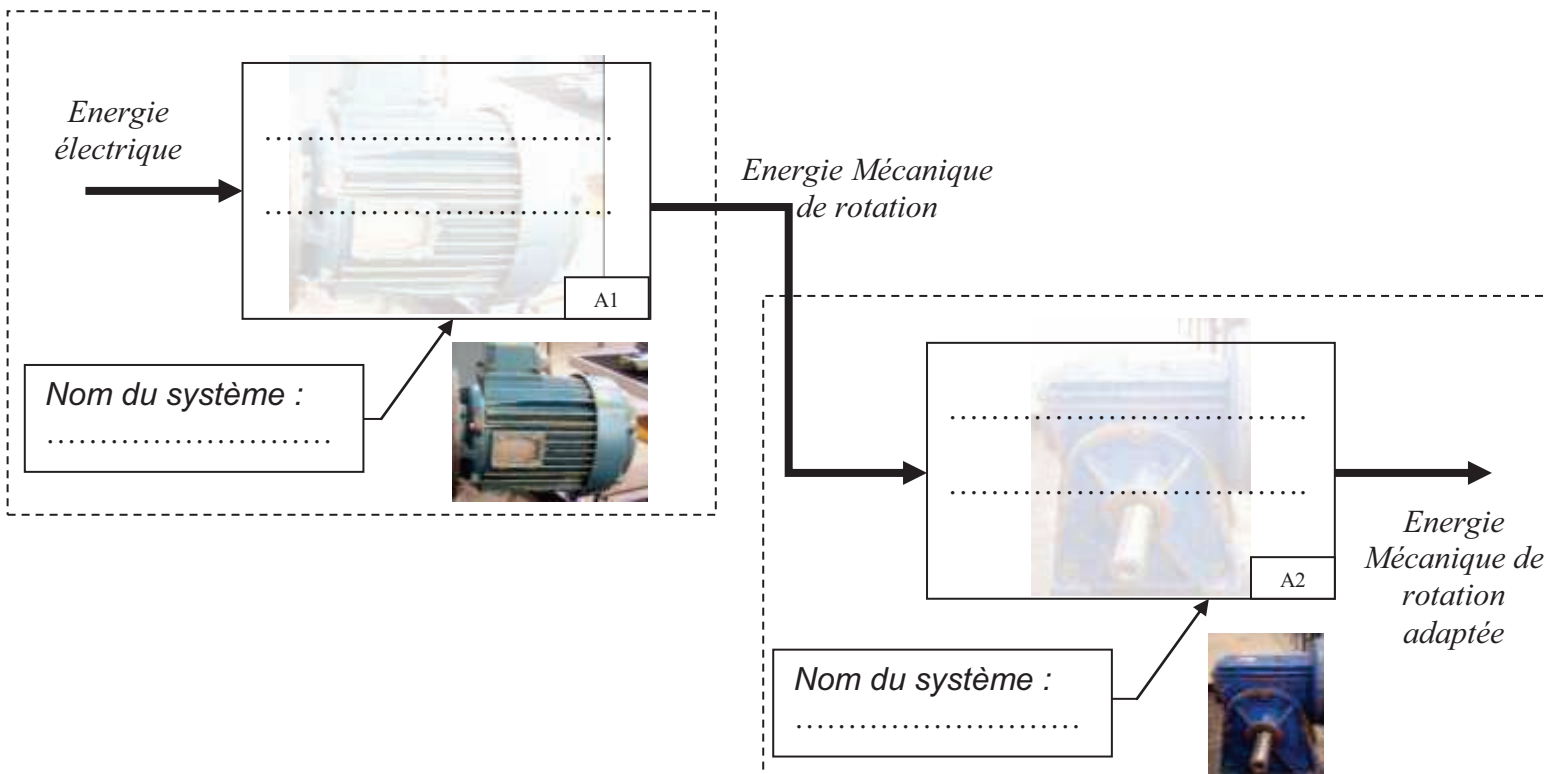 Energie
électrique
………………………………………
………………………………………
A1
Energie Mécanique
de rotation
Nom du système :
………………………
………………………………………
………………………………………
A2
Energie
Mécanique de
rotation
adaptée
Nom du système :
………………………